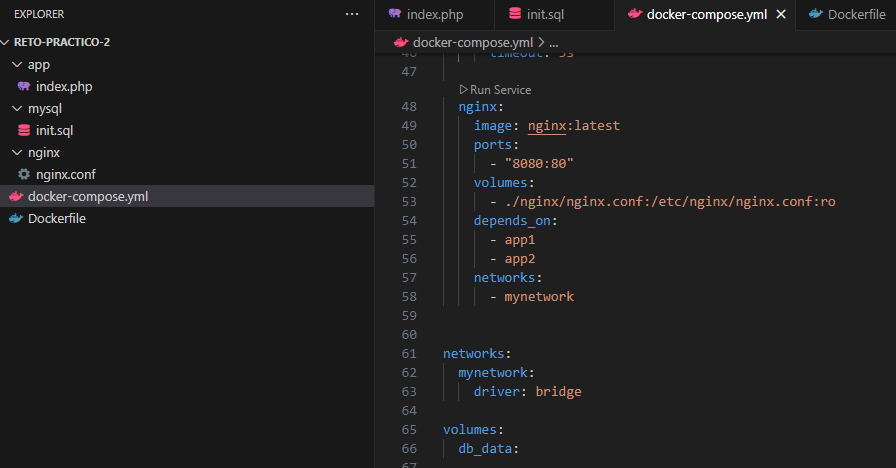 EXPLORER
RETO-PRACTICO-2
app
index.php
mysql
init.sql
nginx
nginx.conf
docker-compose.yml
Dockerfile
index.php init.sql docker-compose.yml Dockerfile
docker-compose.yml > ...
46 timeout: 5s
47
Run Service
48 nginx:
49 image: nginx:latest
50 ports:
51 - "8080:80"
52 volumes:
53 - ./nginx/nginx.conf:/etc/nginx/nginx.conf:ro
54 depends_on:
55 - app1
56 - app2
57 networks:
58 - mynetwork
59
60
61 networks:
62 mynetwork:
63 driver: bridge
64
65 volumes:
66 db_data:
67